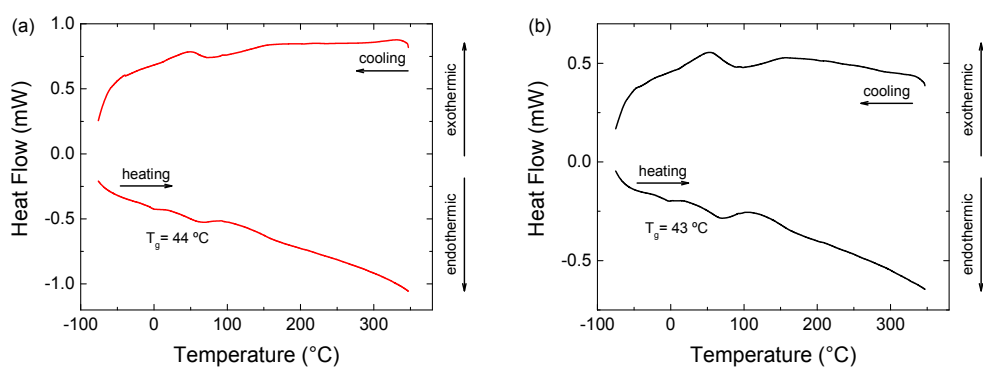 (a)
1.0
0.5
0.0
-0.5
-1.0
Heat Flow (mW)
cooling
heating
Tg= 44 ºC
exothermic
endothermic
-100 0 100 200 300
Temperature (°C)
(b)
0.5
0.0
-0.5
Heat Flow (mW)
cooling
heating
Tg= 43 ºC
exothermic
endothermic
-100 0 100 200 300
Temperature (°C)